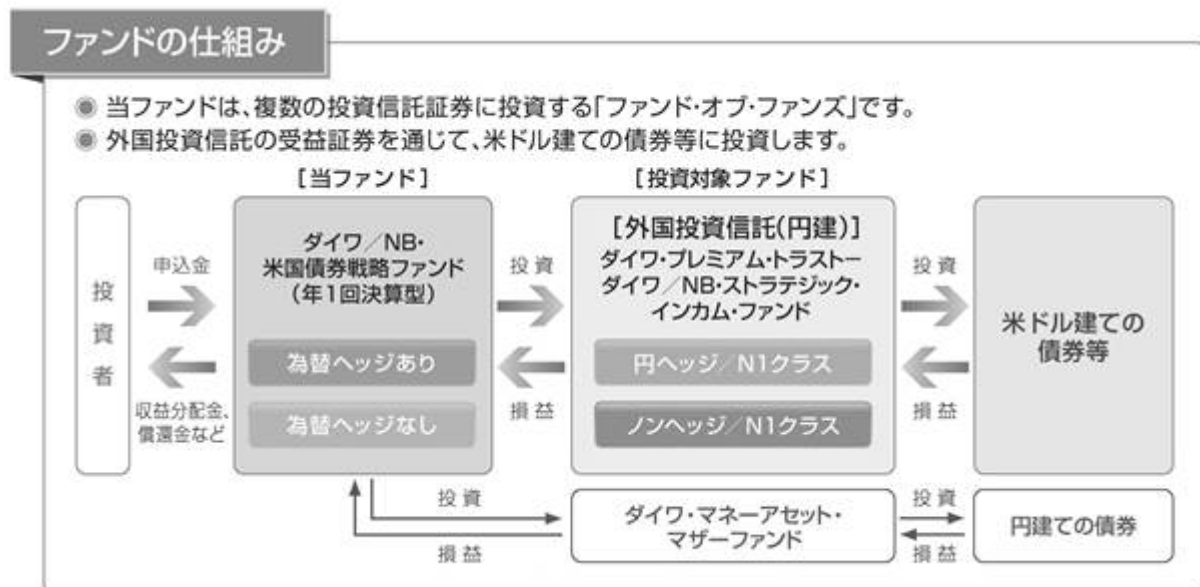 ファンドの仕組み
◉ 当ファンドは、複数の投資信託証券に投資する「ファンド・オブ・ファンズ」です。
◉ 外国投資信託の受益証券を通じて、米ドル建ての債券等に投資します。
[当ファンド]
[投資対象ファンド]
投資者
申込金
収益分配金、
償還金など
ダイワ／NB・
米国債券戦略ファンド
(年1回決算型)
為替ヘッジあり
為替ヘッジなし
投資
損益
[外国投資信託(円建)]
ダイワ・プレミアム・トラストー
ダイワ／NB・ストラテジック・
インカム・ファンド
円ヘッジ／N1クラス
ノンヘッジ／N1クラス
投資
損益
米ドル建ての
債券等
投資
損益
ダイワ・マネーアセット・
マザーファンド
投資
損益
円建ての債券